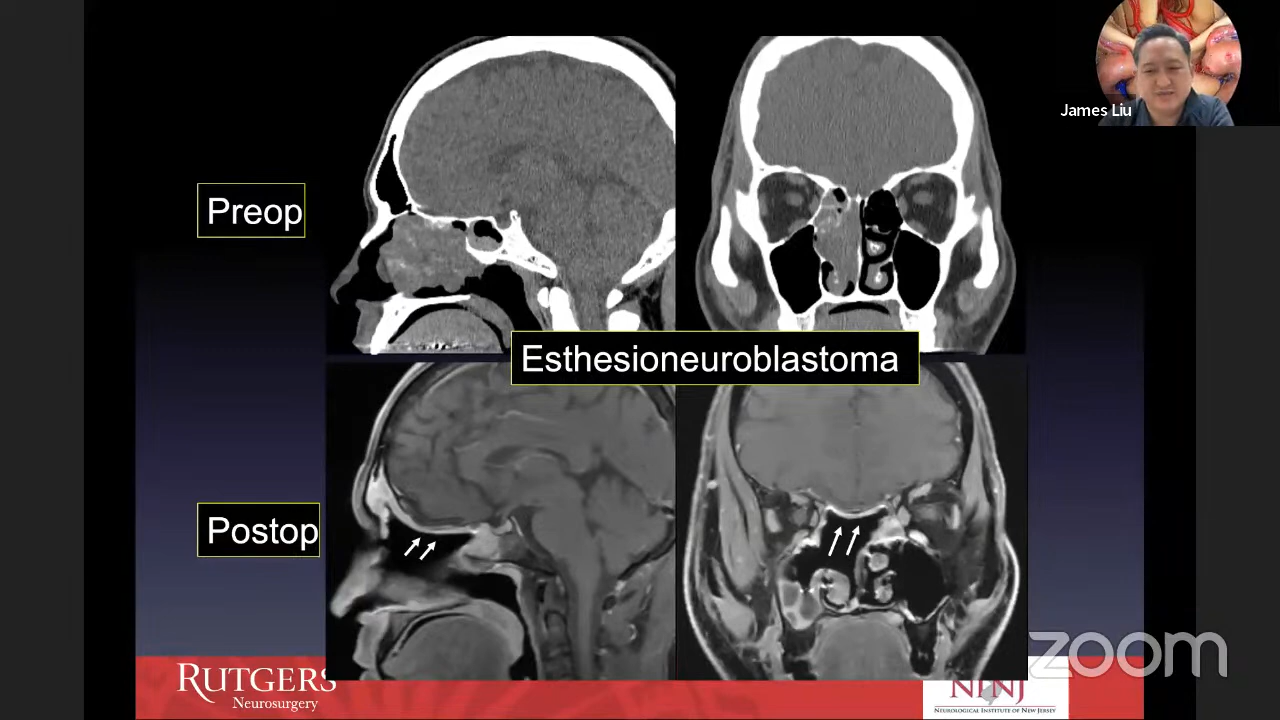 James Liu
Preop
Esthesioneuroblastoma
Postop
RUTGERS
Neurosurgery
NINJ
NEUROLOGICAL INSTITUTE OF NEW JERSEY
zoom